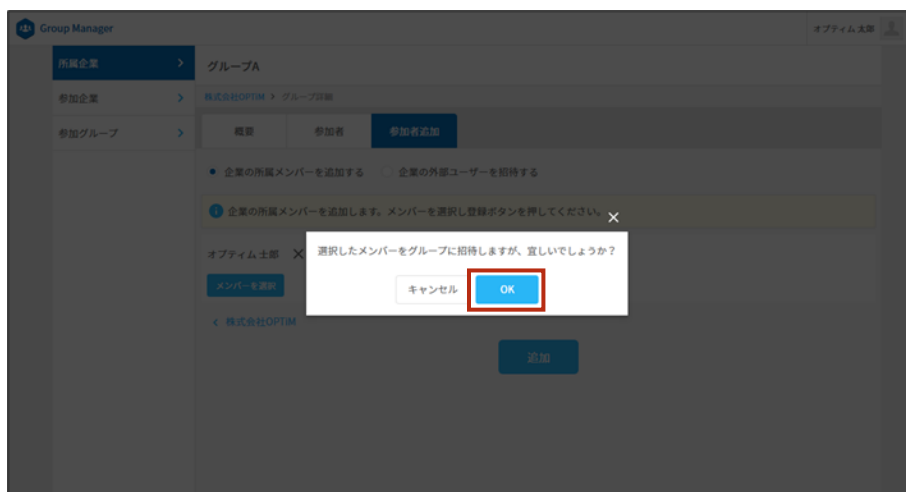 Group Manager
オプティム 太郎
所属企業
参加企業
参加グループ
グループA
株式会社OPTIM > グループ詳細
概要
参加者
参加者追加
企業の所属メンバーを追加する
企業の外部ユーザーを招待する
企業の所属メンバーを追加します。メンバーを選択し登録ボタンを押してください。
オプティム 士郎
選択したメンバーをグループに招待しますが、宜しいでしょうか?
キャンセル
OK
メンバーを選択
株式会社OPTiM
追加